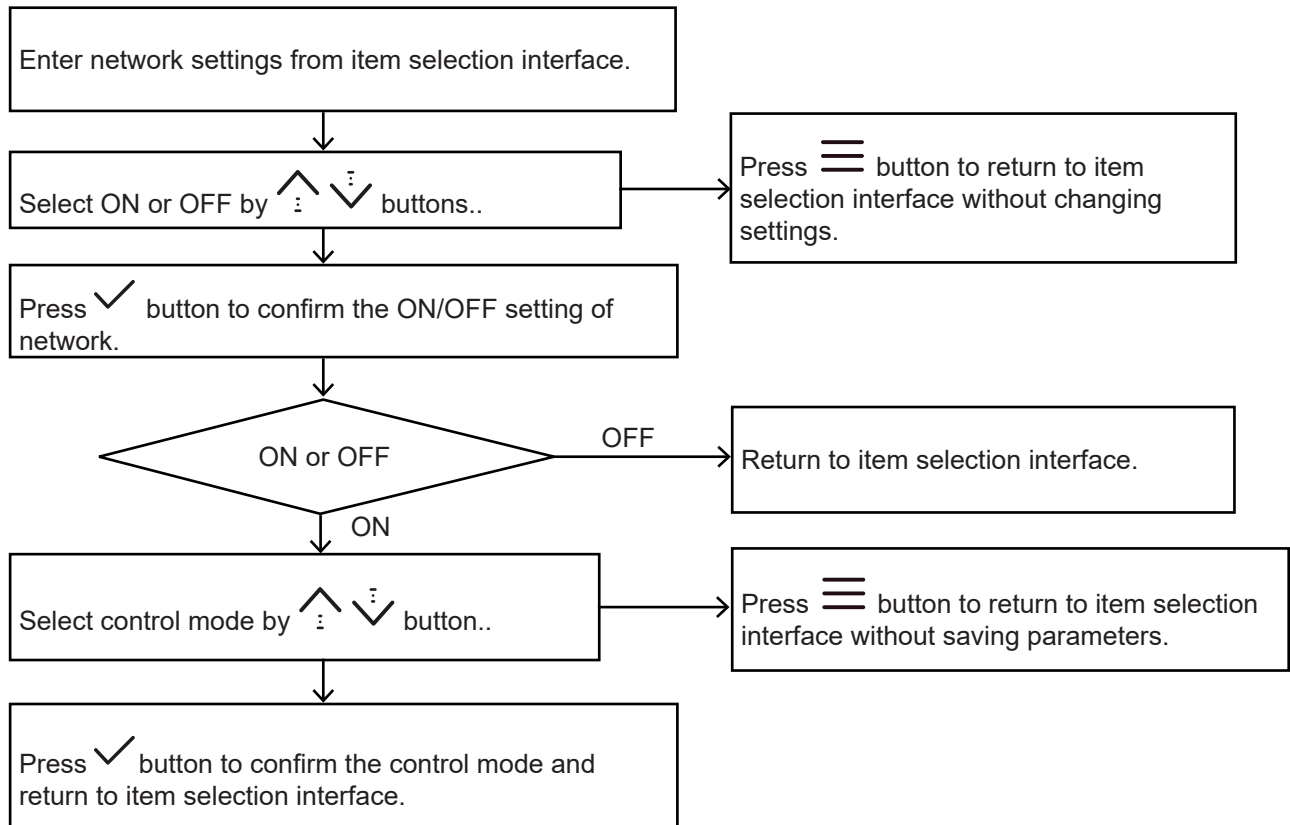 Enter network settings from item selection interface.
Select ON or OFF by buttons..
Press button to return to item
selection interface without changing
settings.
Press button to confirm the ON/OFF setting of
network.
ON or OFF
OFF
Return to item selection interface.
ON
Select control mode by button..
Press button to return to item selection
interface without saving parameters.
Press button to confirm the control mode and
return to item selection interface.